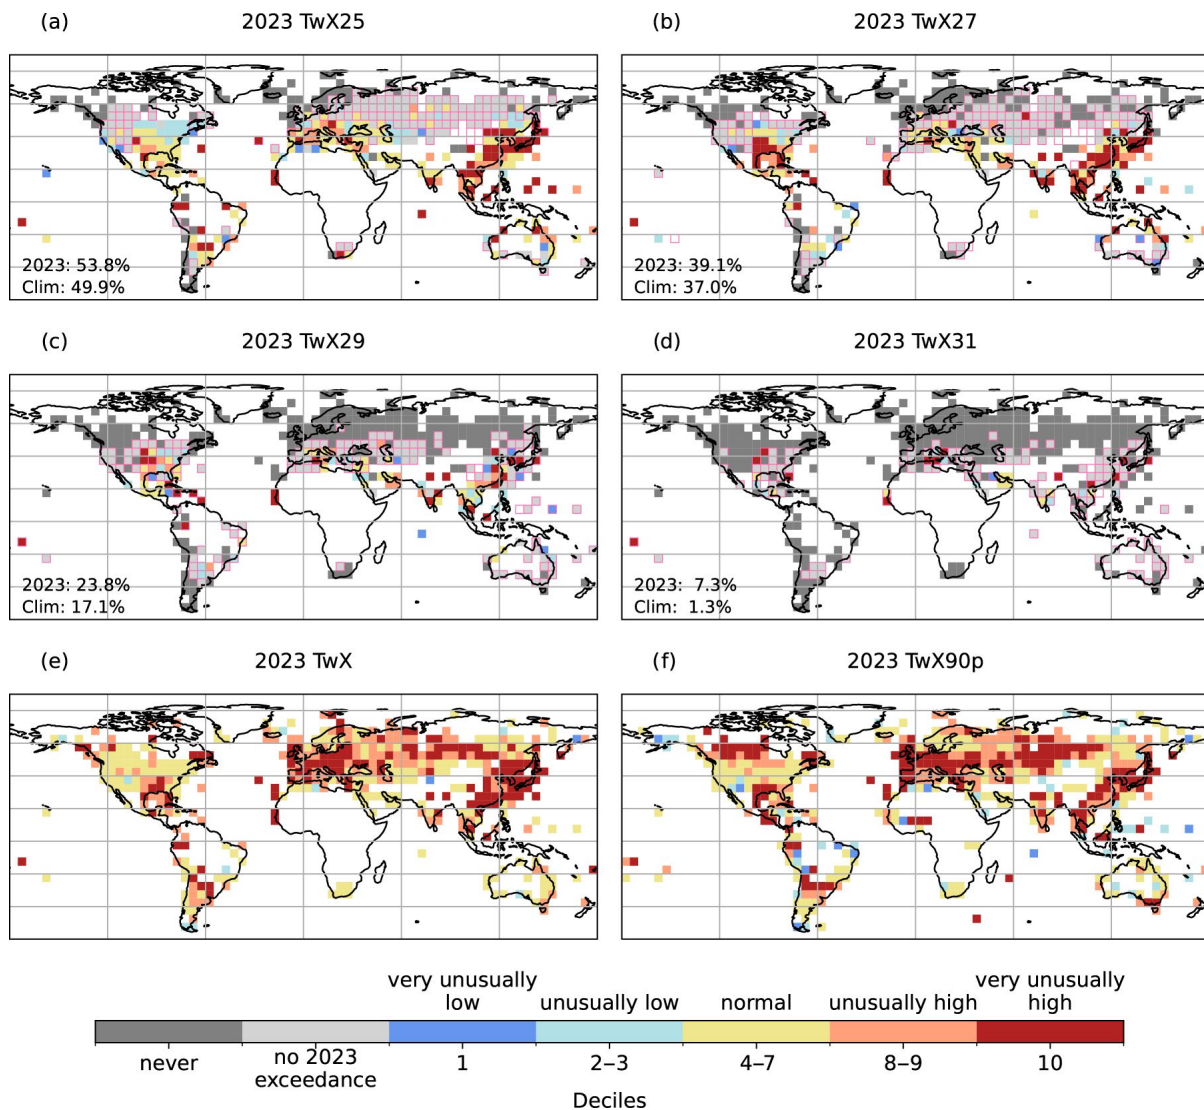 (a) 2023 TwX25
(b) 2023 TwX27
2023: 53.8%
Clim: 49.9%
2023: 39.1%
Clim: 37.0%
(c) 2023 TwX29
(d) 2023 TwX31
2023: 23.8%
Clim: 17.1%
2023: 7.3%
Clim: 1.3%
(e) 2023 TwX
(f) 2023 TwX90p
very unusually
low
unusually low
normal
unusually high
very unusually
high
never
no 2023
exceedance
1
2–3
4–7
8–9
10
Deciles